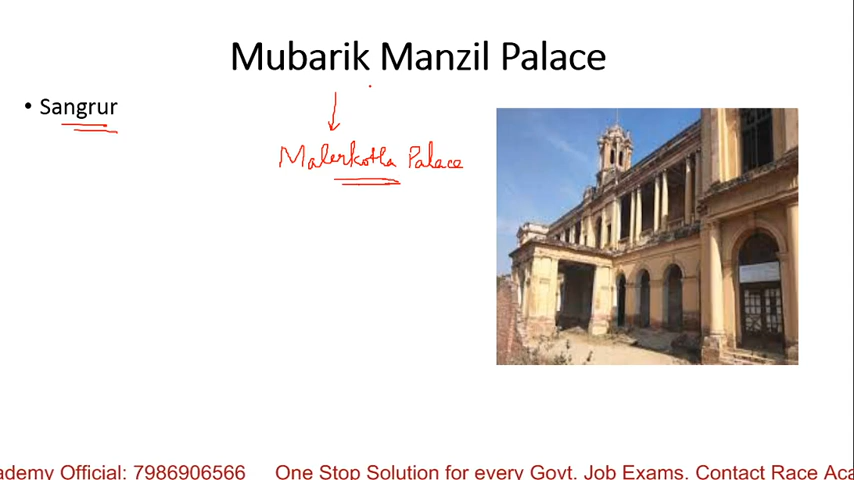 Mubarik Manzil Palace
• Sangrur
Malerkotla Palace
ademy Official: 7986906566 One Stop Solution for every Govt. Job Exams. Contact Race Aca